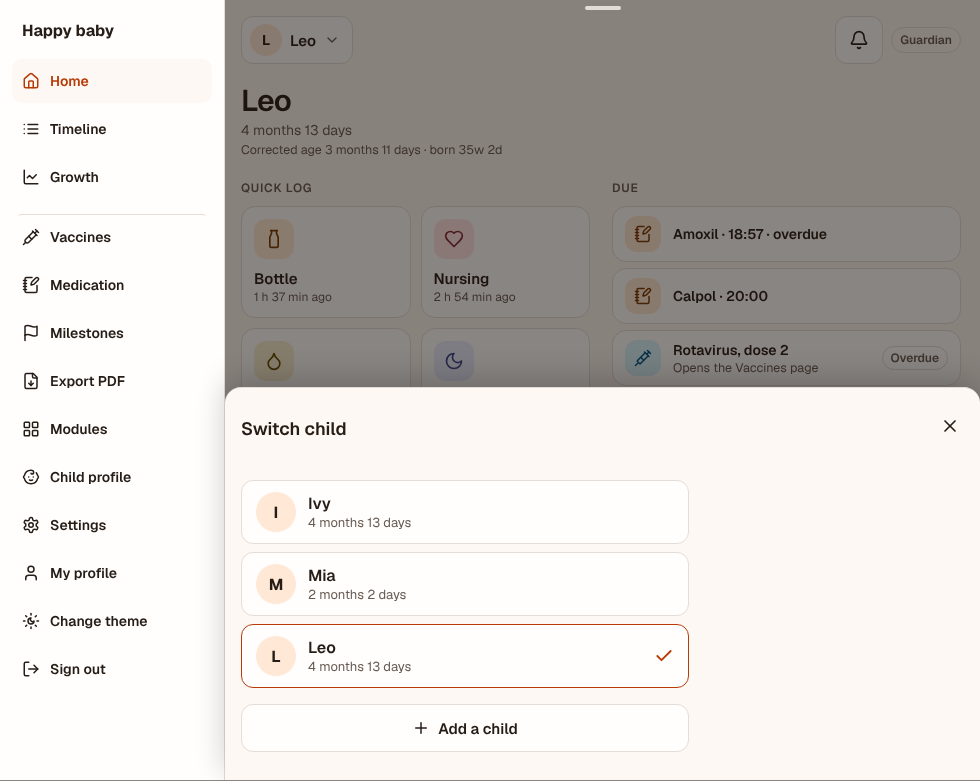 Happy baby
Home
Timeline
Growth
Vaccines
Medication
Milestones
Export PDF
Modules
Child profile
Settings
My profile
Change theme
Sign out
L Leo
Guardian
Leo
4 months 13 days
Corrected age 3 months 11 days · born 35w 2d
QUICK LOG
Bottle
1 h 37 min ago
Nursing
2 h 54 min ago
DUE
Amoxil · 18:57 · overdue
Calpol · 20:00
Rotavirus, dose 2
Opens the Vaccines page
Overdue
Switch child
I
Ivy
4 months 13 days
M
Mia
2 months 2 days
L
Leo
4 months 13 days
Add a child